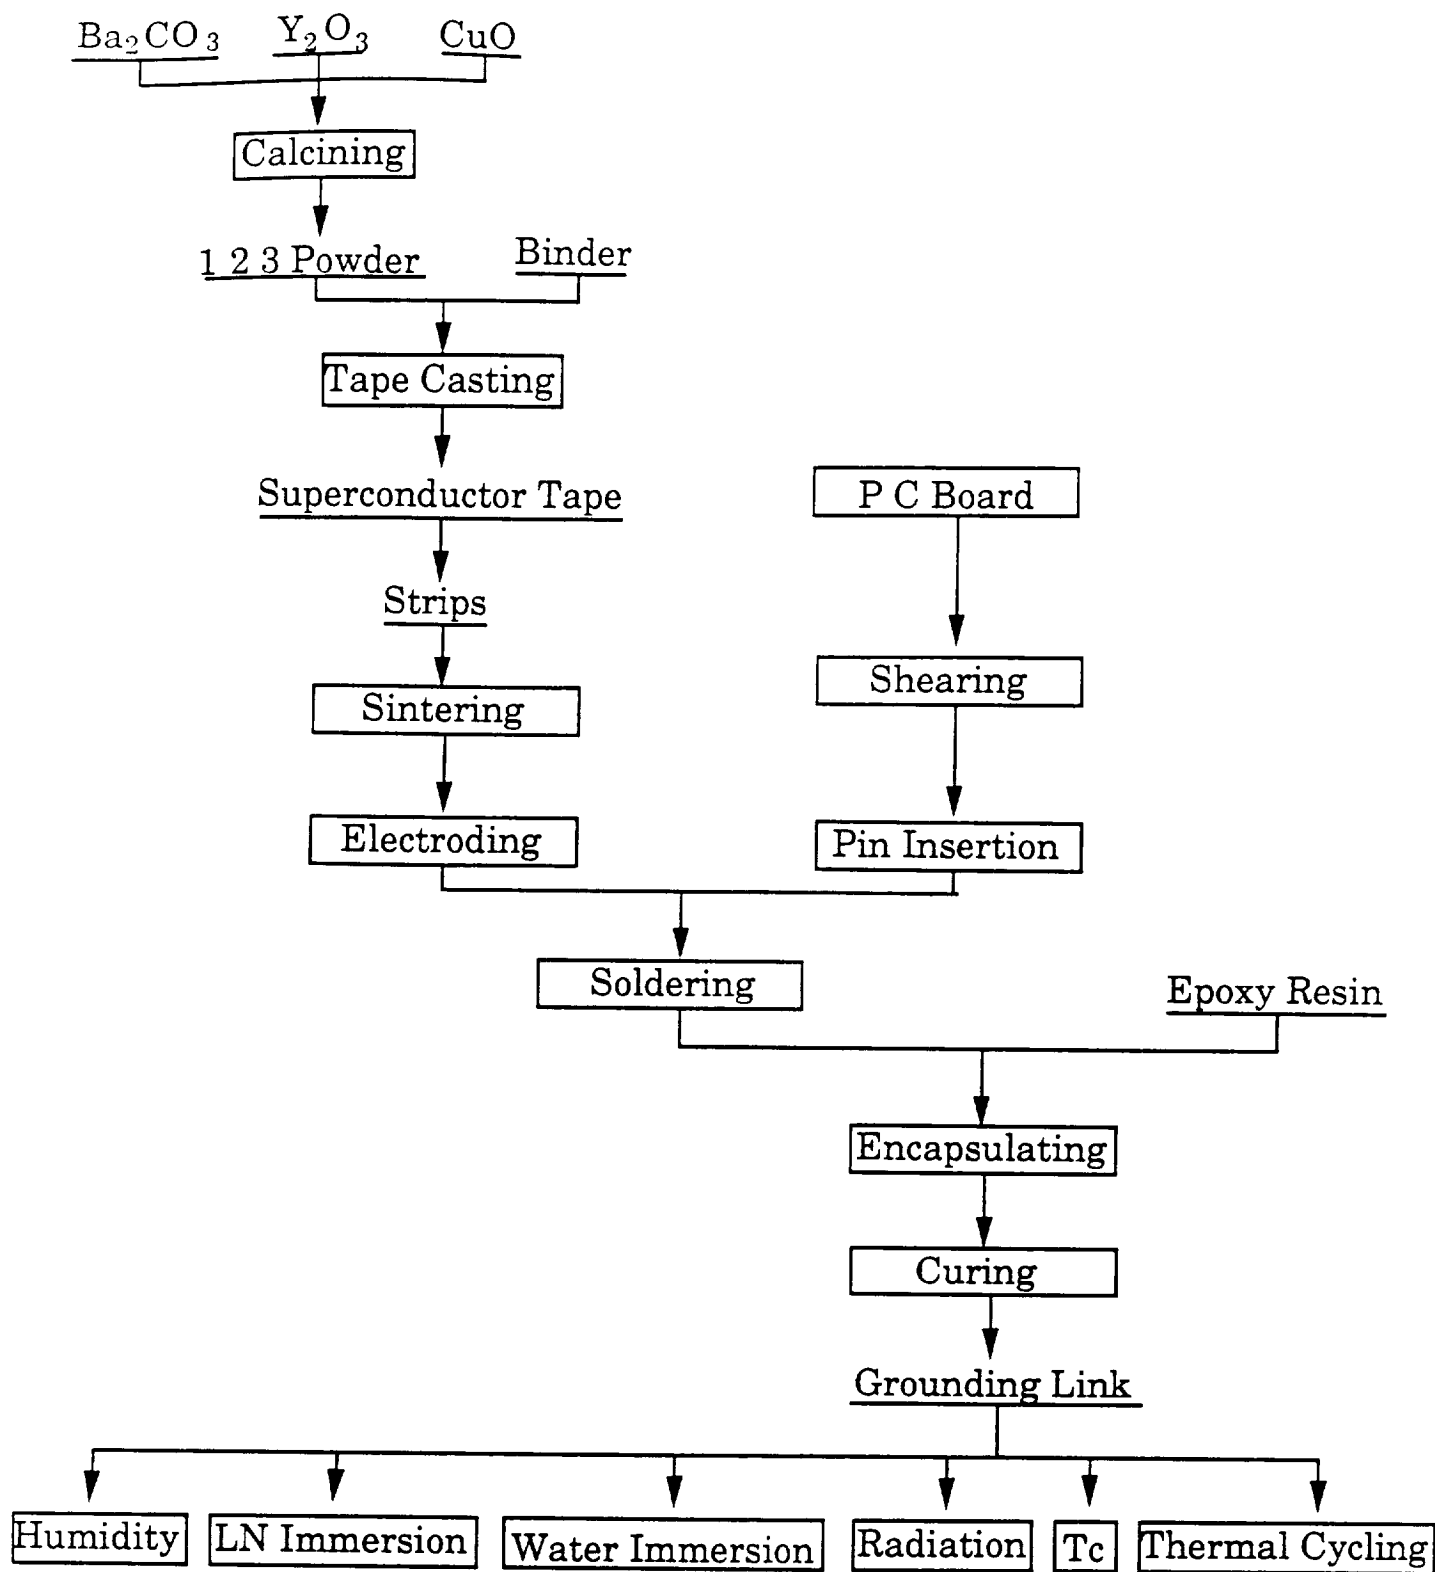 Ba₂CO₃ Y₂O₃ CuO
Calcining
1 2 3 Powder Binder
Tape Casting
Superconductor Tape P C Board
Strips
Shearing
Sintering
Electroding Pin Insertion
Soldering Epoxy Resin
Encapsulating
Curing
Grounding Link
Humidity LN Immersion Water Immersion Radiation Tc Thermal Cycling